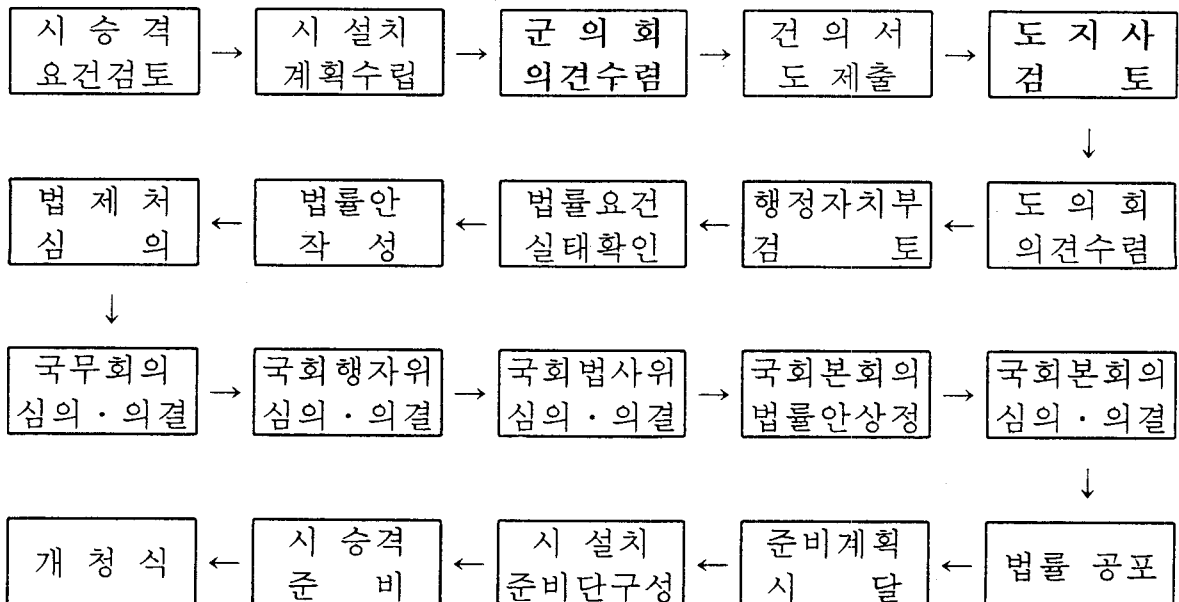 시 승 격 → 시 설치 → 군 의 회 → 건 의 서 → 도 지 사
요건검토 계획수립 의견수렴 도 제출 검 토
↓
법 제 처 ← 법률안 ← 법률요건 ← 행정자치부 ← 도 의 회
심 의 작 성 실태확인 검 토 의견수렴
↓
국무회의 → 국회행자위 → 국회법사위 → 국회본회의 → 국회본회의
심의·의결 심의·의결 심의·의결 법률안상정 심의·의결
↓
개 청 식 ← 시 승격 ← 시 설치 ← 준비계획 ← 법률 공포
준 비 준비단구성 시 달